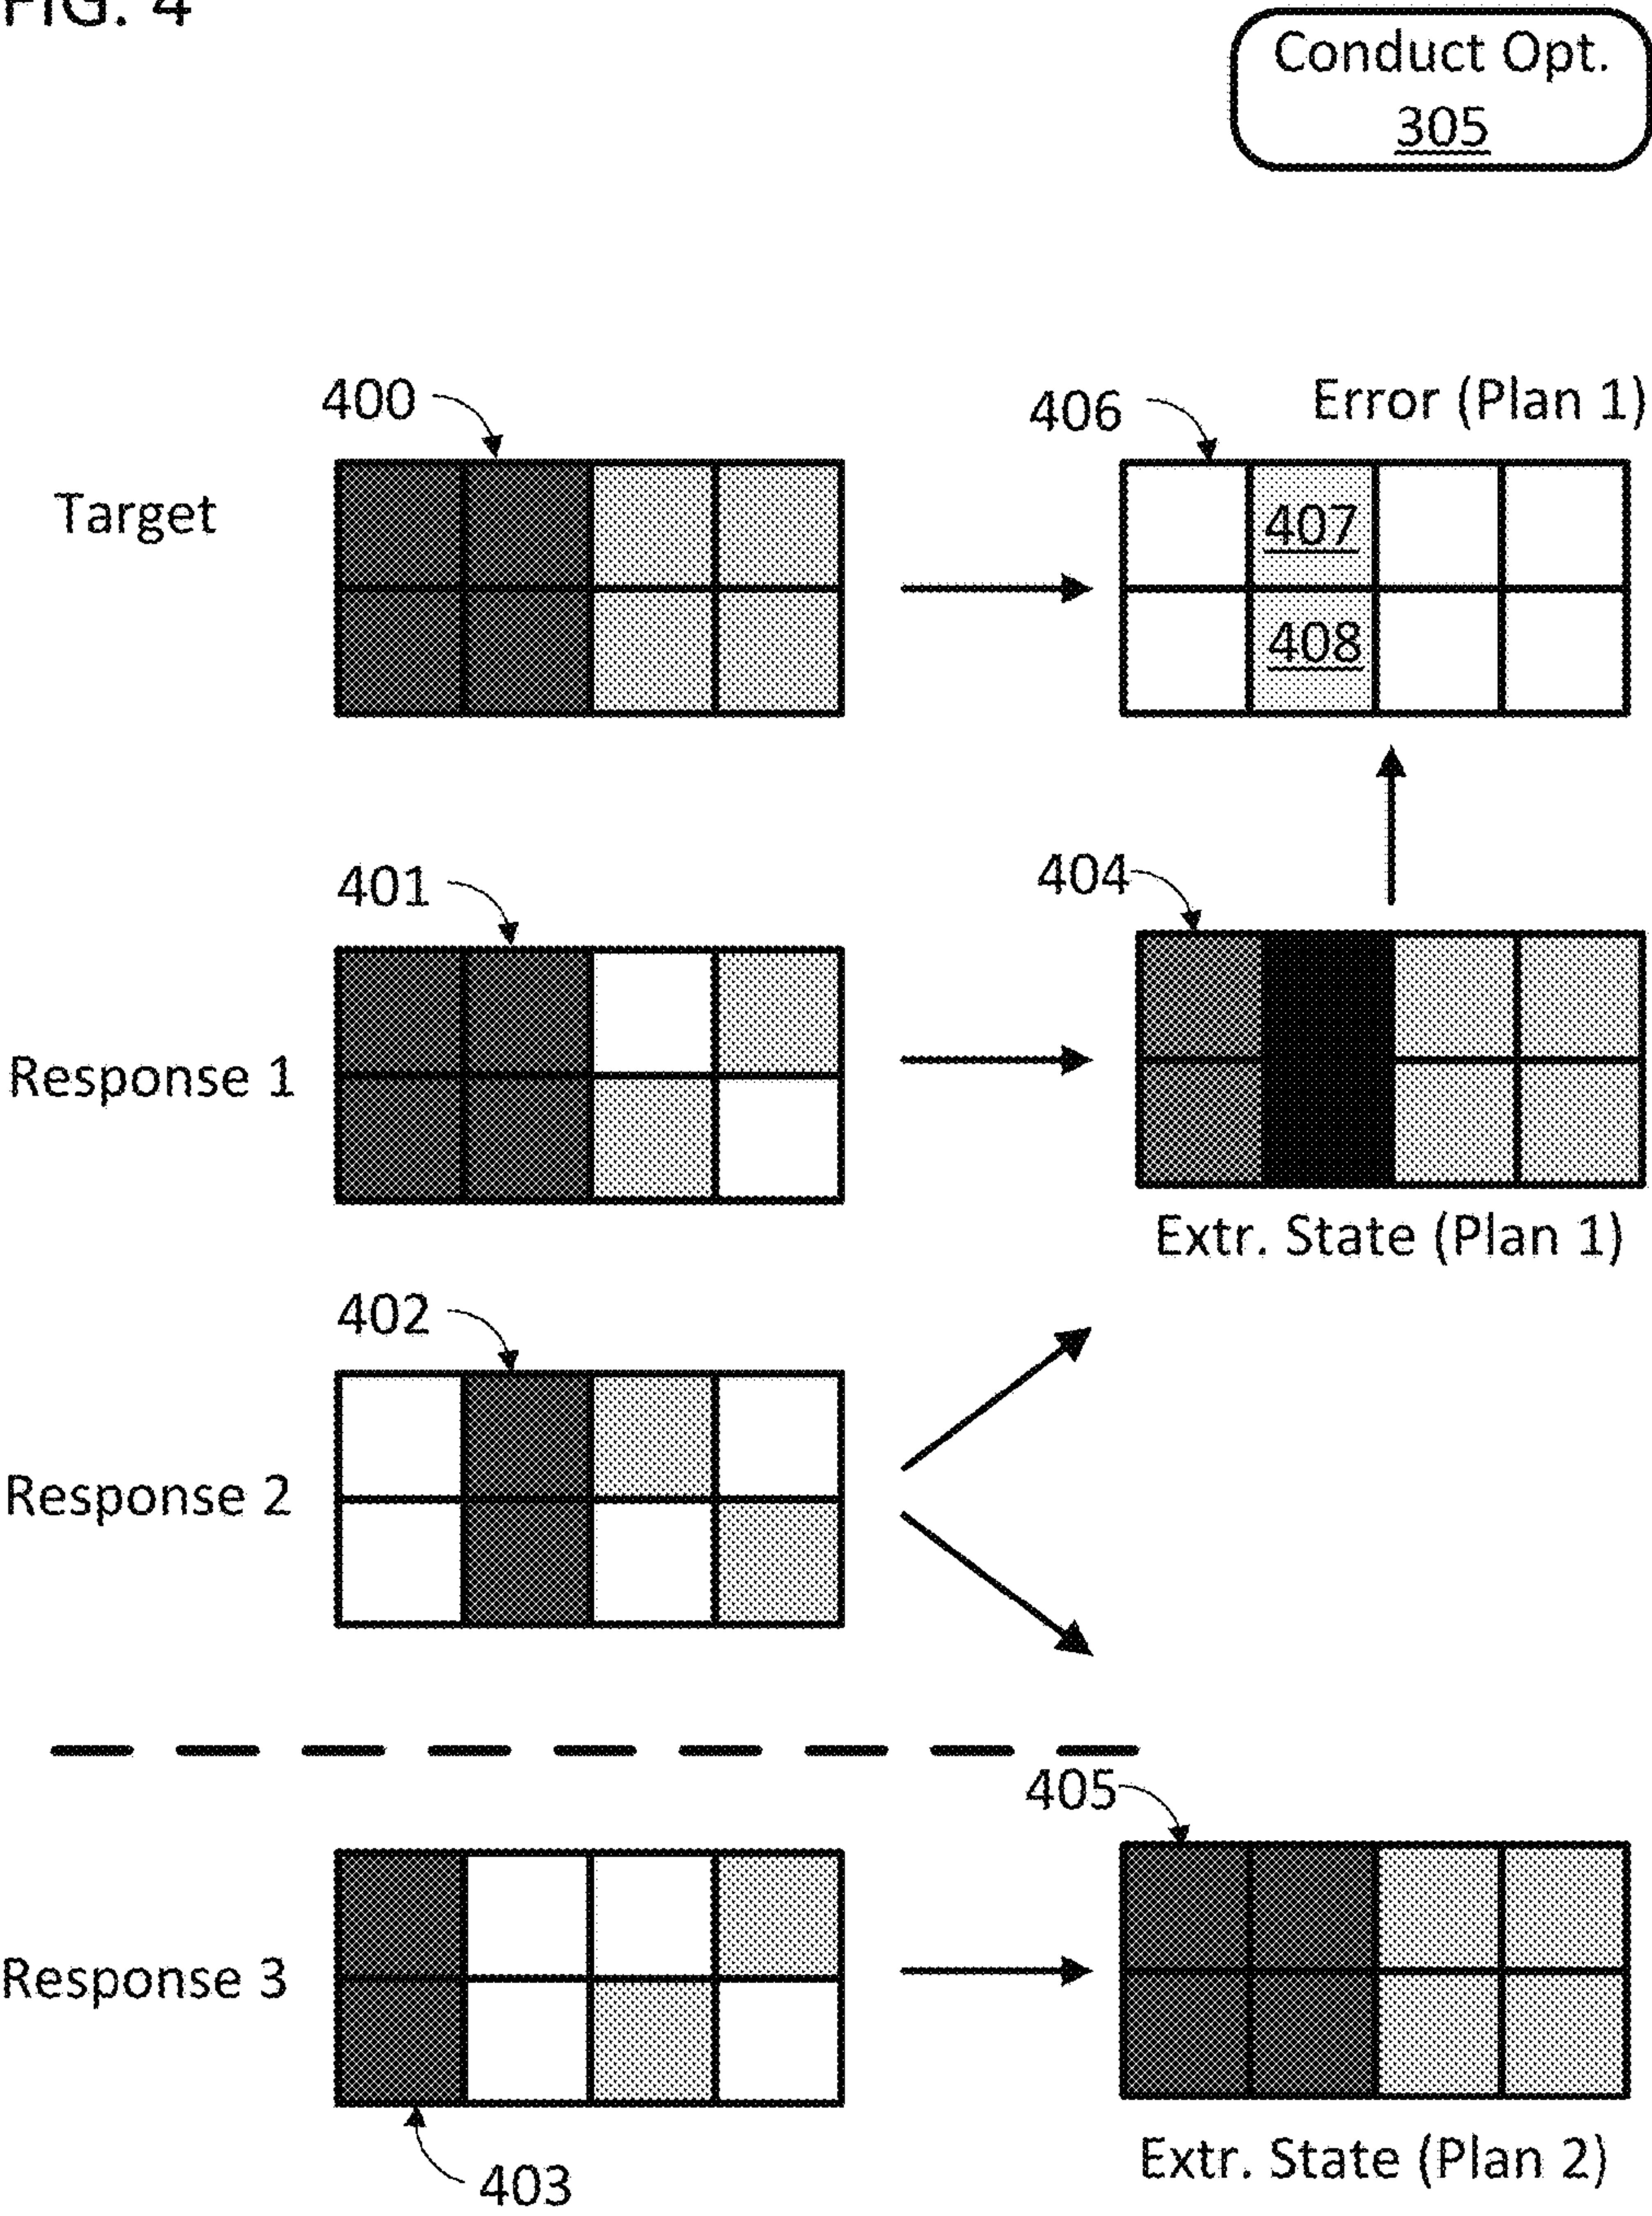 FIG. 4
Conduct Opt.
305
400
406
Error (Plan 1)
Target
407
408
401
404
Response 1
Extr. State (Plan 1)
402
Response 2
405
Response 3
Extr. State (Plan 2)
403